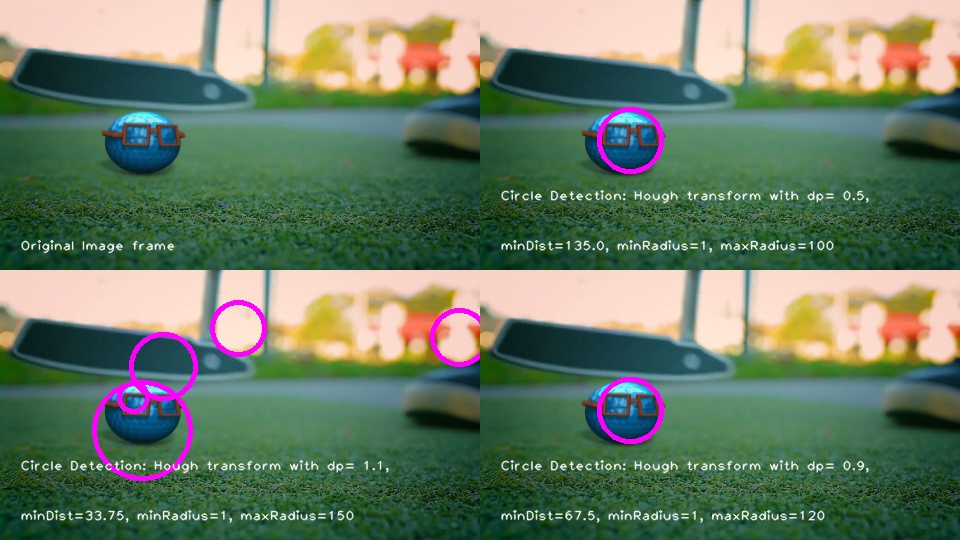 Original Image frame
Circle Detection: Hough transform with dp= 0.5,
minDist=135.0, minRadius=1, maxRadius=100
Circle Detection: Hough transform with dp= 1.1,
minDist=33.75, minRadius=1, maxRadius=150
Circle Detection: Hough transform with dp= 0.9,
minDist=67.5, minRadius=1, maxRadius=120